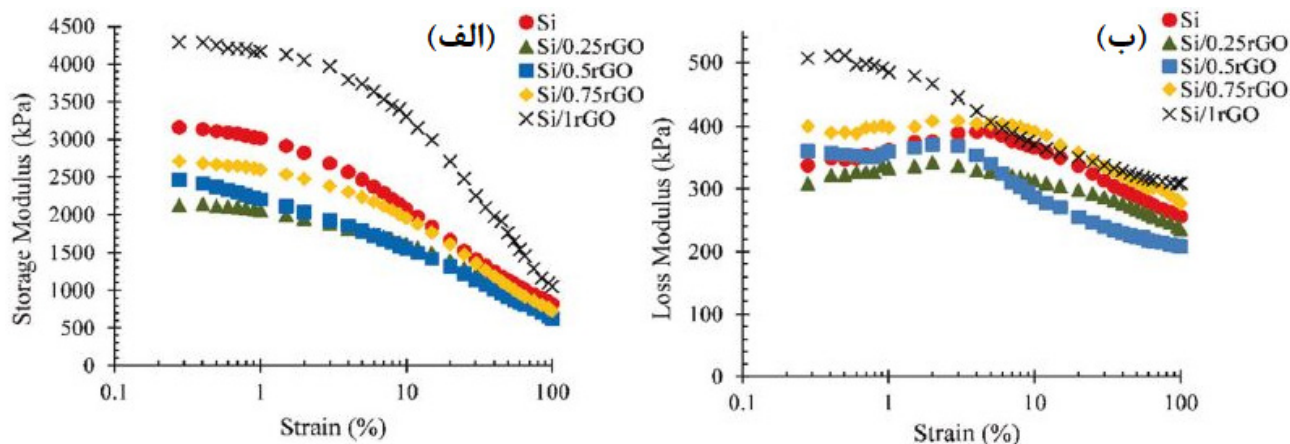 (الف)
Si
Si/0.25rGO
Si/0.5rGO
Si/0.75rGO
Si/1rGO
Storage Modulus (kPa)
4500
4000
3500
3000
2500
2000
1500
1000
500
0
0.1
1
10
100
Strain (%)
(ب)
Si
Si/0.25rGO
Si/0.5rGO
Si/0.75rGO
Si/1rGO
Loss Modulus (kPa)
500
400
300
200
100
0
0.1
1
10
100
Strain (%)